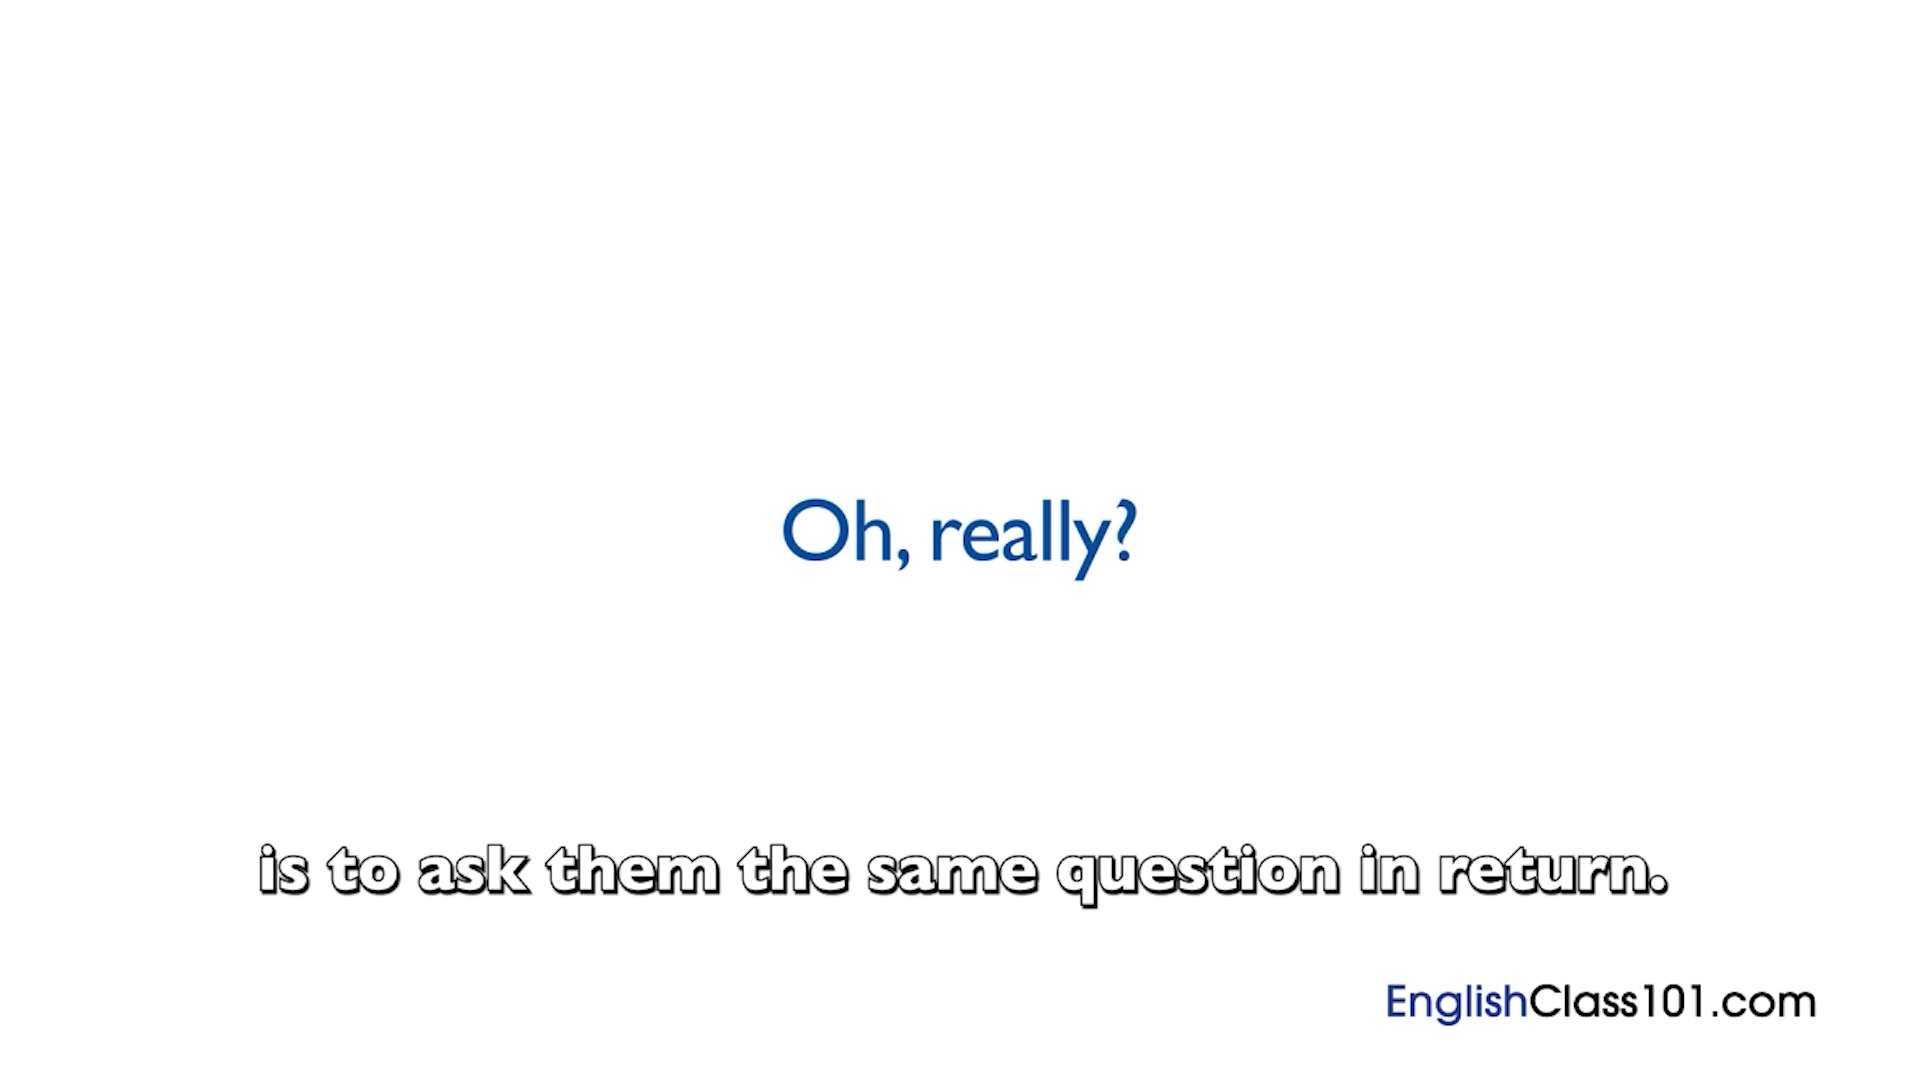 Oh, really?
is to ask them the same question in return.
EnglishClass101.com